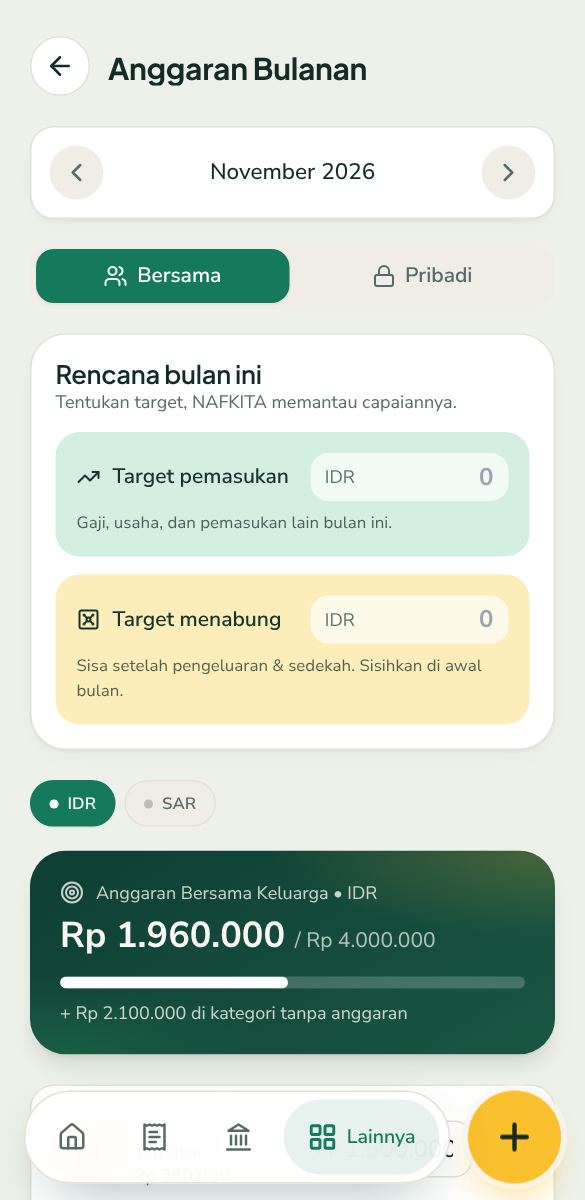 Anggaran Bulanan
November 2026
Bersama
Pribadi
Rencana bulan ini
Tentukan target, NAFKITA memantau capaiannya.
Target pemasukan IDR 0
Gaji, usaha, dan pemasukan lain bulan ini.
Target menabung IDR 0
Sisa setelah pengeluaran & sedekah. Sisihkan di awal
bulan.
IDR SAR
Anggaran Bersama Keluarga • IDR
Rp 1.960.000 / Rp 4.000.000
+ Rp 2.100.000 di kategori tanpa anggaran
Lainnya